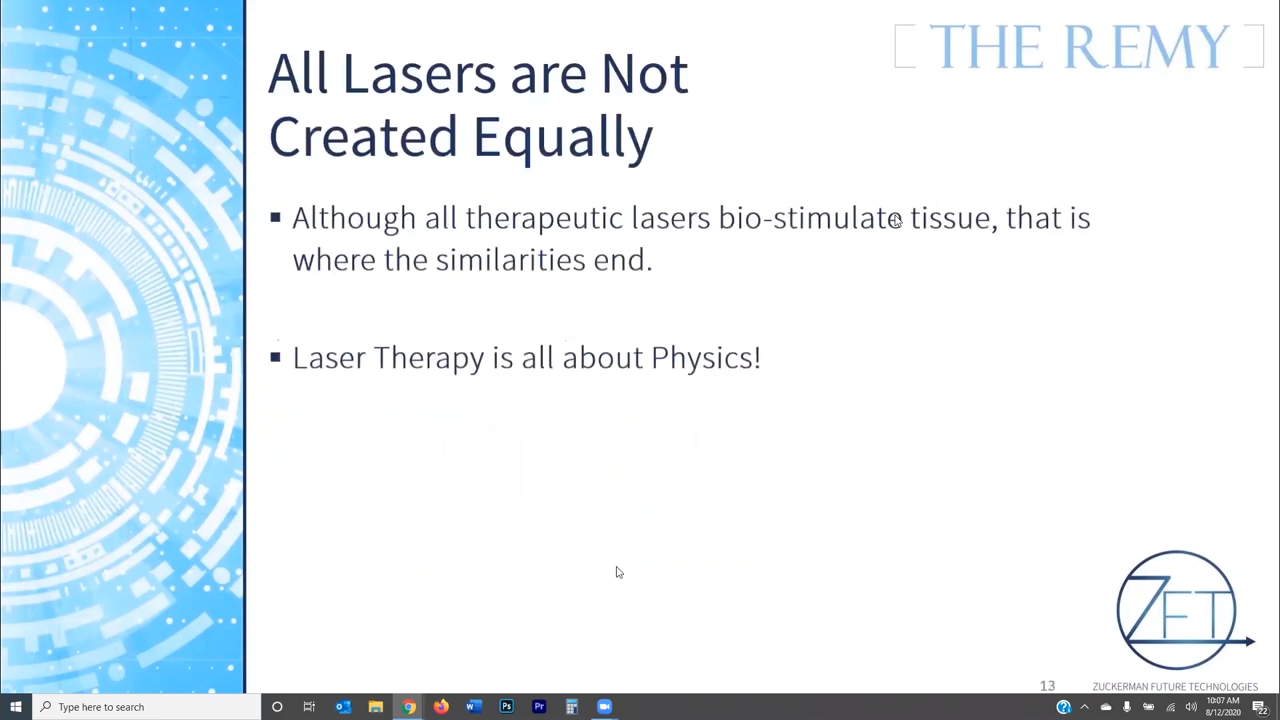 THE REMY
All Lasers are Not
Created Equally
▪ Although all therapeutic lasers bio-stimulate tissue, that is
where the similarities end.
▪ Laser Therapy is all about Physics!
ZFT
13
ZUCKERMAN FUTURE TECHNOLOGIES
Type here to search
10:07 AM
8/12/2020
22